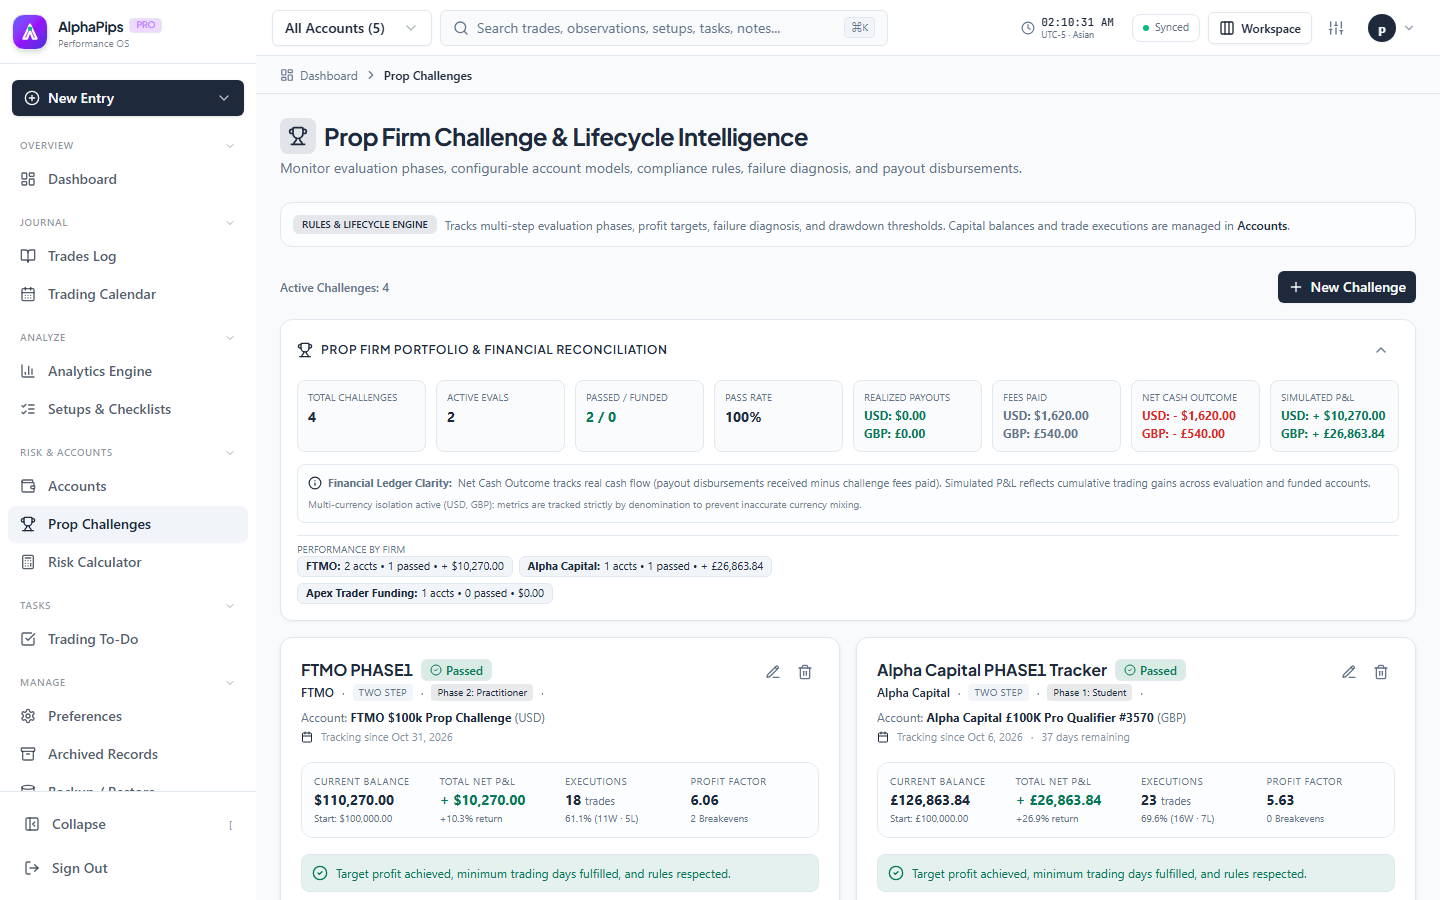 AlphaPips PRO
Performance OS
All Accounts (5)
Search trades, observations, setups, tasks, notes...
⌘K
02:10:31 AM
UTC-5 · Asian
Synced
Workspace
p
New Entry
OVERVIEW
Dashboard
JOURNAL
Trades Log
Trading Calendar
ANALYZE
Analytics Engine
Setups & Checklists
RISK & ACCOUNTS
Accounts
Prop Challenges
Risk Calculator
TASKS
Trading To-Do
MANAGE
Preferences
Archived Records
Backup / Restore
Collapse [
Sign Out
Dashboard > Prop Challenges
Prop Firm Challenge & Lifecycle Intelligence
Monitor evaluation phases, configurable account models, compliance rules, failure diagnosis, and payout disbursements.
RULES & LIFECYCLE ENGINE Tracks multi-step evaluation phases, profit targets, failure diagnosis, and drawdown thresholds. Capital balances and trade executions are managed in Accounts.
Active Challenges: 4
New Challenge
PROP FIRM PORTFOLIO & FINANCIAL RECONCILIATION
TOTAL CHALLENGES
4
ACTIVE EVALS
2
PASSED / FUNDED
2 / 0
PASS RATE
100%
REALIZED PAYOUTS
USD: $0.00
GBP: £0.00
FEES PAID
USD: $1,620.00
GBP: £540.00
NET CASH OUTCOME
USD: - $1,620.00
GBP: - £540.00
SIMULATED P&L
USD: + $10,270.00
GBP: + £26,863.84
Financial Ledger Clarity: Net Cash Outcome tracks real cash flow (payout disbursements received minus challenge fees paid). Simulated P&L reflects cumulative trading gains across evaluation and funded accounts.
Multi-currency isolation active (USD, GBP): metrics are tracked strictly by denomination to prevent inaccurate currency mixing.
PERFORMANCE BY FIRM
FTMO: 2 accts • 1 passed • + $10,270.00
Alpha Capital: 1 accts • 1 passed • + £26,863.84
Apex Trader Funding: 1 accts • 0 passed • $0.00
FTMO PHASE1 Passed
FTMO · TWO STEP · Phase 2: Practitioner ·
Account: FTMO $100k Prop Challenge (USD)
Tracking since Oct 31, 2026
CURRENT BALANCE
$110,270.00
Start: $100,000.00
TOTAL NET P&L
+ $10,270.00
+10.3% return
EXECUTIONS
18 trades
61.1% (11W · 5L)
PROFIT FACTOR
6.06
2 Breakevens
Target profit achieved, minimum trading days fulfilled, and rules respected.
Alpha Capital PHASE1 Tracker Passed
Alpha Capital · TWO STEP · Phase 1: Student ·
Account: Alpha Capital £100K Pro Qualifier #3570 (GBP)
Tracking since Oct 6, 2026 · 37 days remaining
CURRENT BALANCE
£126,863.84
Start: £100,000.00
TOTAL NET P&L
+ £26,863.84
+26.9% return
EXECUTIONS
23 trades
69.6% (16W · 7L)
PROFIT FACTOR
5.63
0 Breakevens
Target profit achieved, minimum trading days fulfilled, and rules respected.